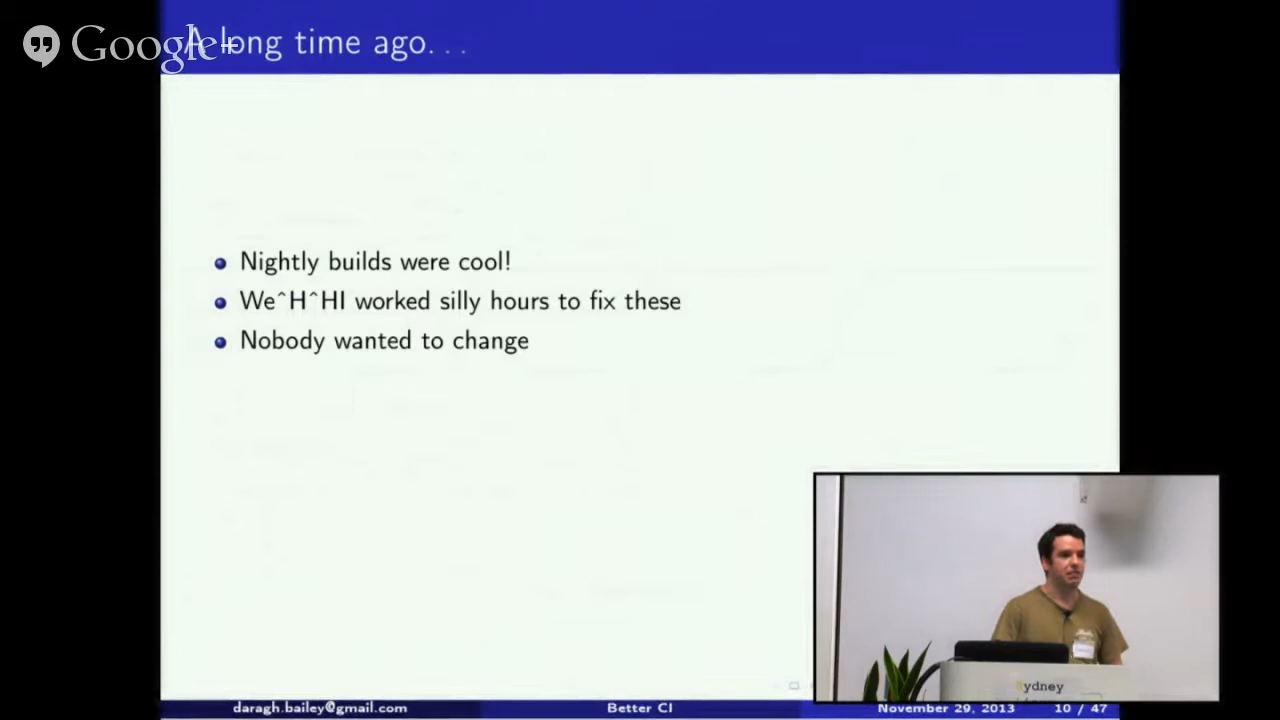 Google+
A long time ago. . .
Nightly builds were cool!
We^H^HI worked silly hours to fix these
Nobody wanted to change
Sydney
daragh.bailey@gmail.com Better CI November 29, 2013 10 / 47